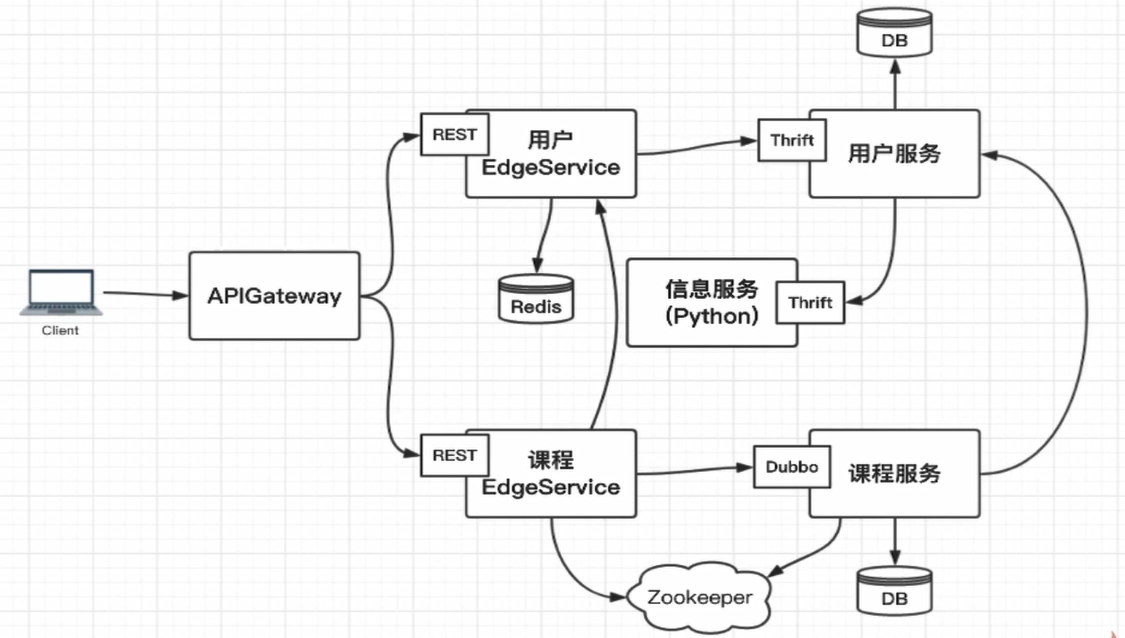 DB
REST
用户
EdgeService
Thrift
用户服务
Client
APIGateway
Redis
信息服务
(Python)
Thrift
REST
课程
EdgeService
Dubbo
课程服务
Zookeeper
DB